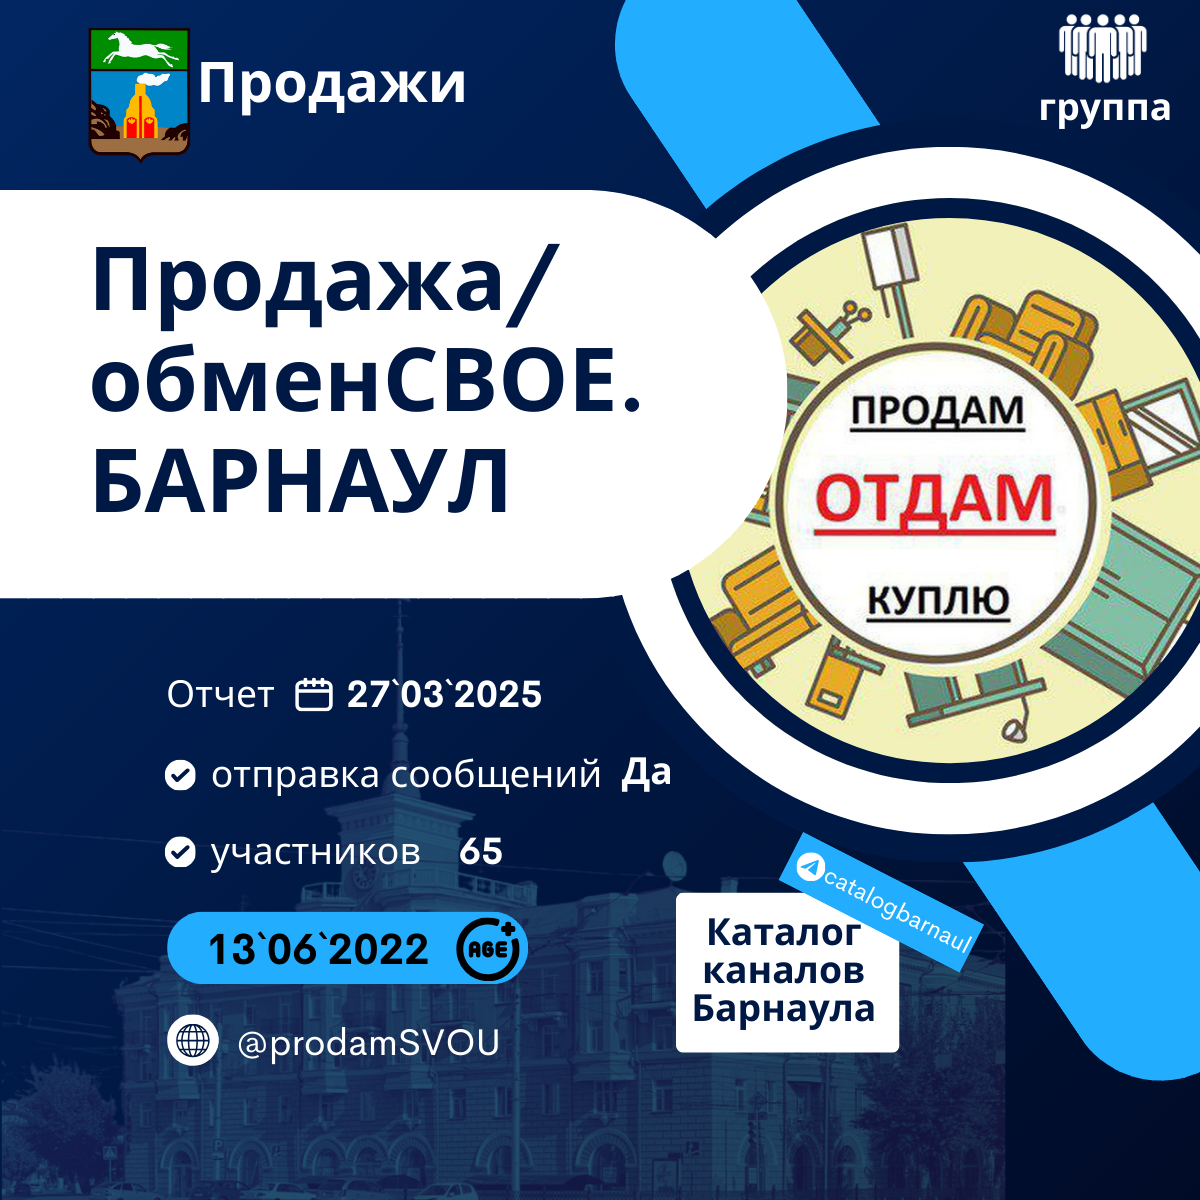 Продажи
группа
Продажа/
обменСВОЕ.
БАРНАУЛ
ПРОДАМ
ОТДАМ
КУПЛЮ
Отчет 27`03`2025
отправка сообщений Да
участников 65
13`06`2022 AGE+
@prodamSVOU
catalogbarnaul
Каталог
каналов
Барнаула